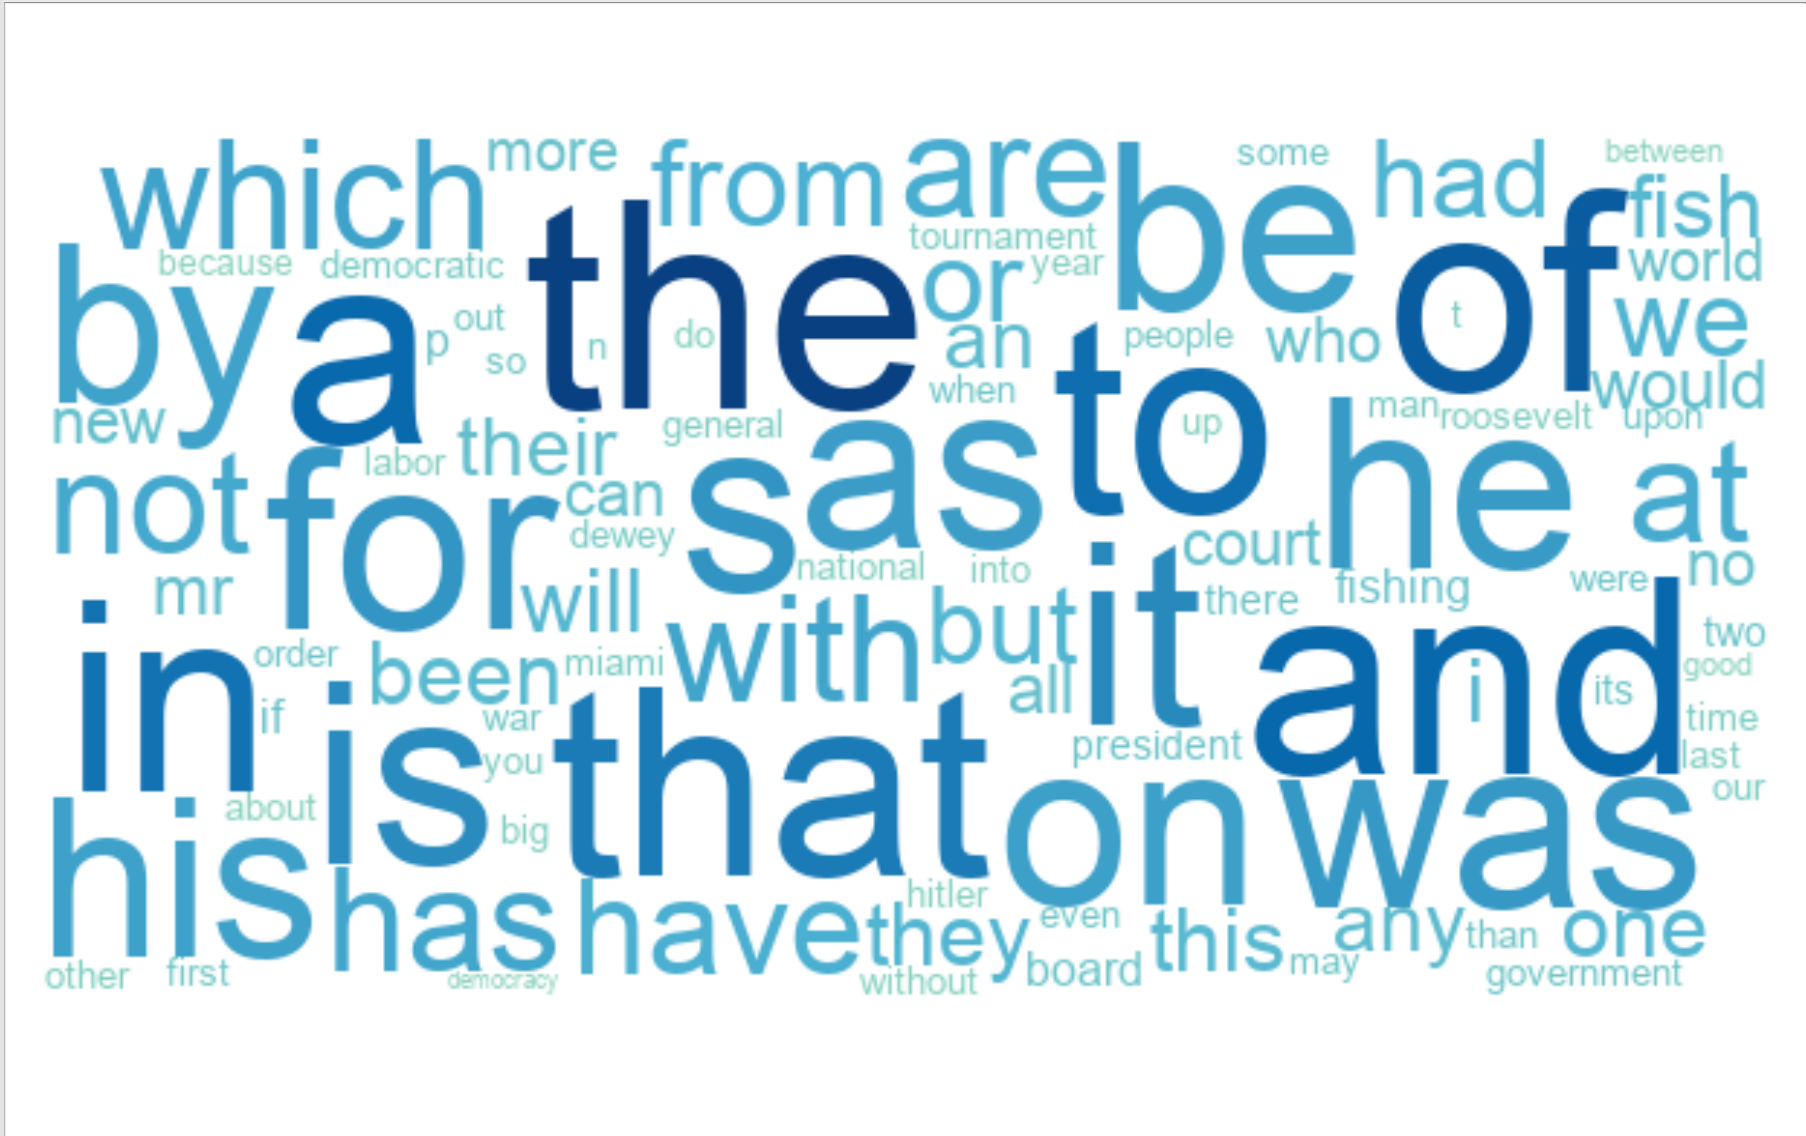 which more from are be some had between
fish
because democratic tournament
by a the or year of world
p out so n do an people who t we
when would
new general to up man roosevelt upon
not for labor their sas he at
can
dewey court
mr will national into there fishing were no
in order been miami with but it and two
if is war all i its good
you that president time
last
his about big on was our
has have hitler they even this any than one
other first democracy without board may government